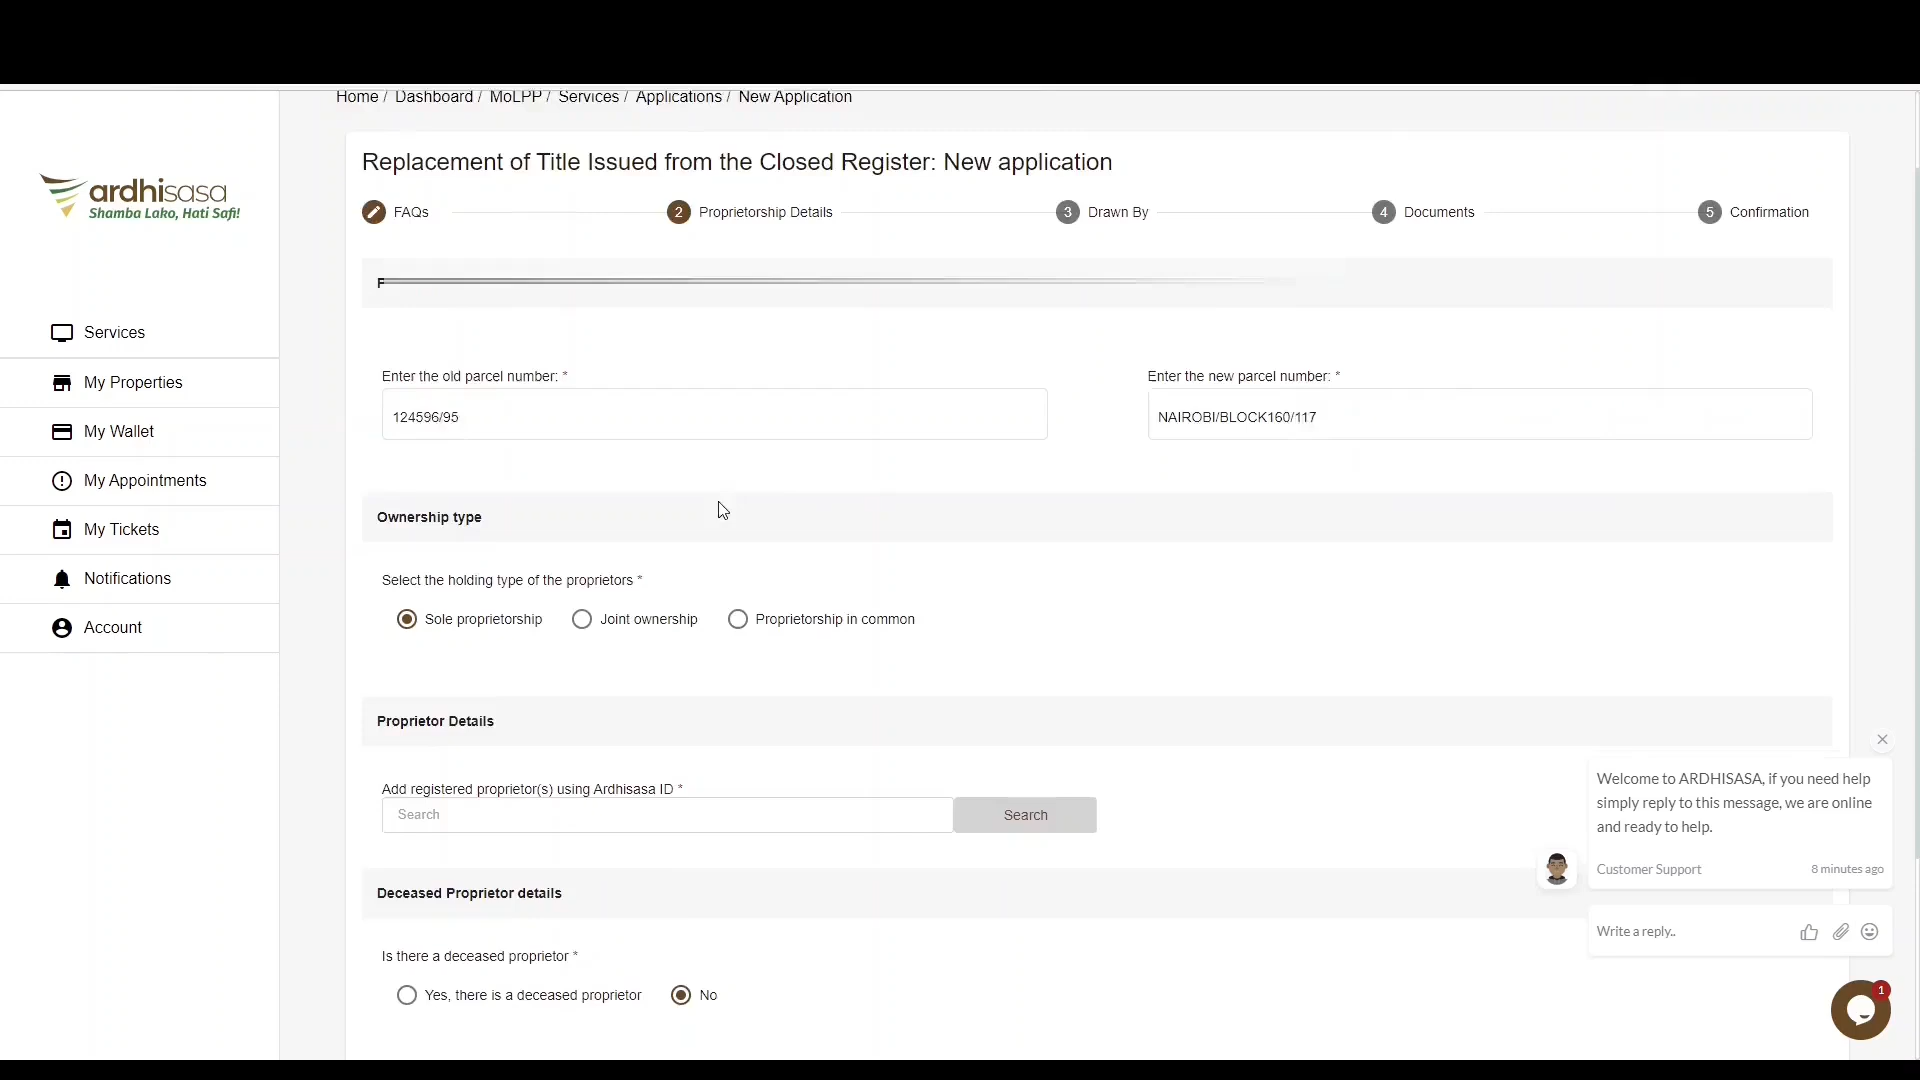 Home / Dashboard / MoLPP / Services / Applications / New Application
ardhisasa
Shamba Lako, Hati Safi!
Services
My Properties
My Wallet
My Appointments
My Tickets
Notifications
Account
Replacement of Title Issued from the Closed Register: New application
FAQs
2 Proprietorship Details
3 Drawn By
4 Documents
5 Confirmation
Enter the old parcel number: *
124596/95
Enter the new parcel number: *
NAIROBI/BLOCK160/117
Ownership type
Select the holding type of the proprietors *
Sole proprietorship
Joint ownership
Proprietorship in common
Proprietor Details
Add registered proprietor(s) using Ardhisasa ID *
Search
Search
Deceased Proprietor details
Is there a deceased proprietor *
Yes, there is a deceased proprietor
No
Welcome to ARDHISASA, if you need help
simply reply to this message, we are online
and ready to help.
Customer Support
8 minutes ago
Write a reply..
1